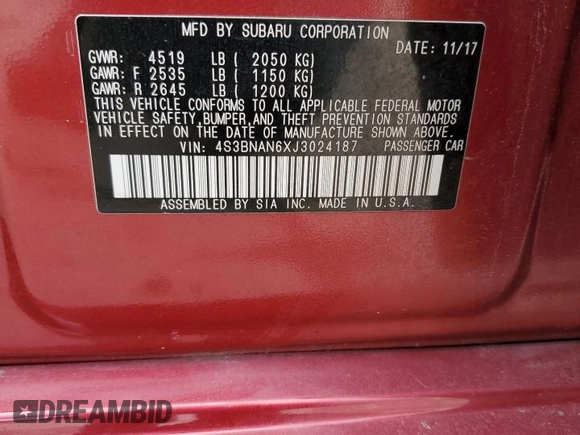 MFD BY SUBARU CORPORATION
DATE: 11/17
GVWR: 4519 LB ( 2050 KG)
GAWR: F 2535 LB ( 1150 KG)
GAWR: R 2645 LB ( 1200 KG)
THIS VEHICLE CONFORMS TO ALL APPLICABLE FEDERAL MOTOR
VEHICLE SAFETY,BUMPER,AND THEFT PREVENTION STANDARDS
IN EFFECT ON THE DATE OF MANUFACTURE SHOWN ABOVE.
VIN: 4S3BNAN6XJ3024187 PASSENGER CAR
ASSEMBLED BY SIA INC. MADE IN U.S.A.
DREAMBID